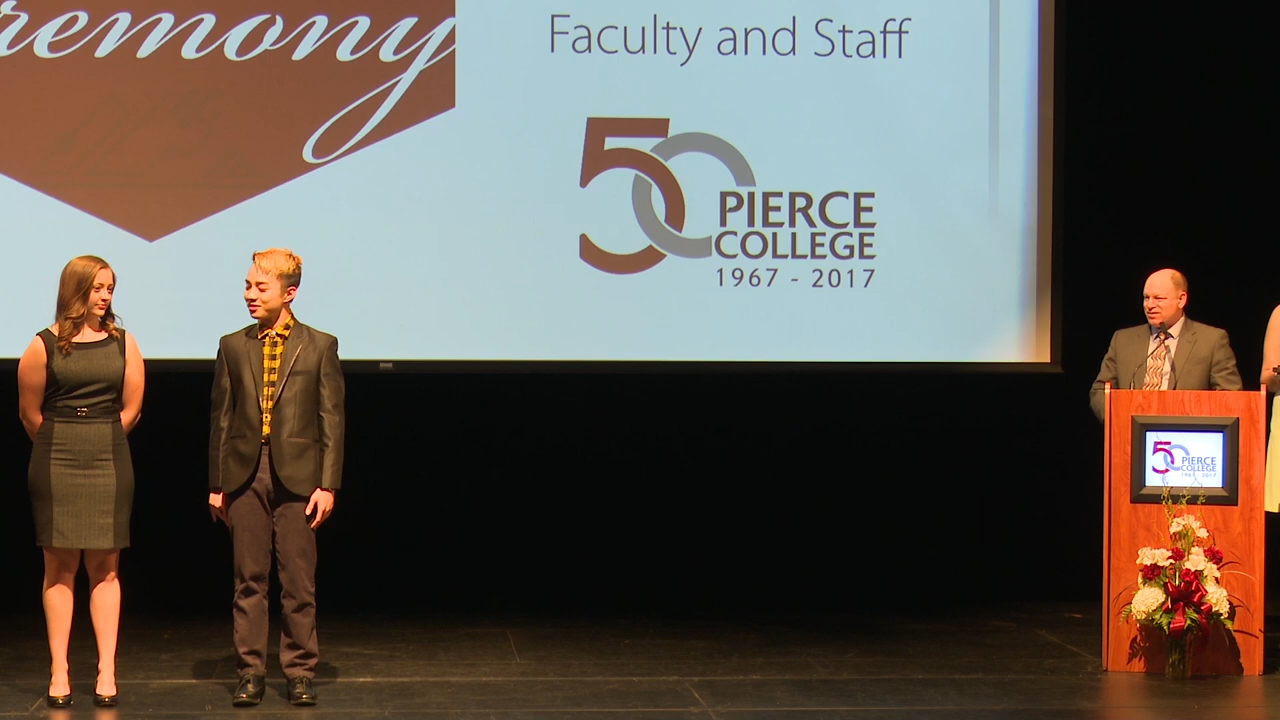 remony
Faculty and Staff
50 PIERCE
COLLEGE
1967 - 2017
50 PIERCE
COLLEGE
1967 - 2017